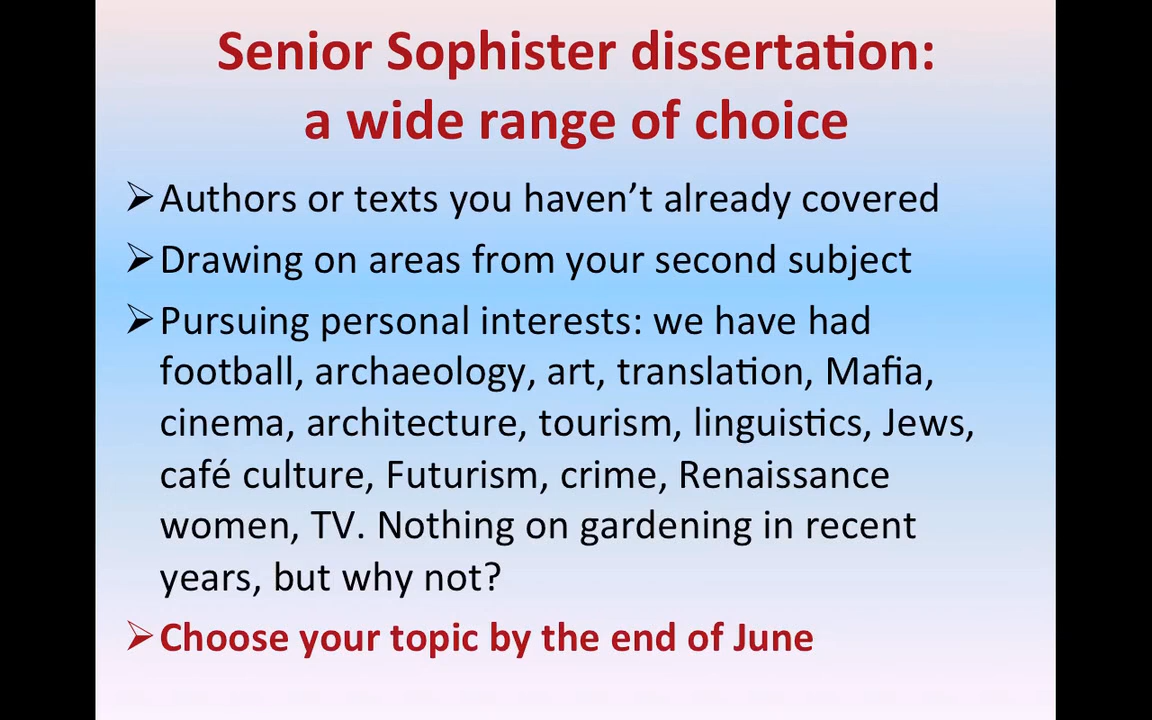 Senior Sophister dissertation:
a wide range of choice
➢Authors or texts you haven’t already covered
➢Drawing on areas from your second subject
➢Pursuing personal interests: we have had
football, archaeology, art, translation, Mafia,
cinema, architecture, tourism, linguistics, Jews,
café culture, Futurism, crime, Renaissance
women, TV. Nothing on gardening in recent
years, but why not?
➢Choose your topic by the end of June